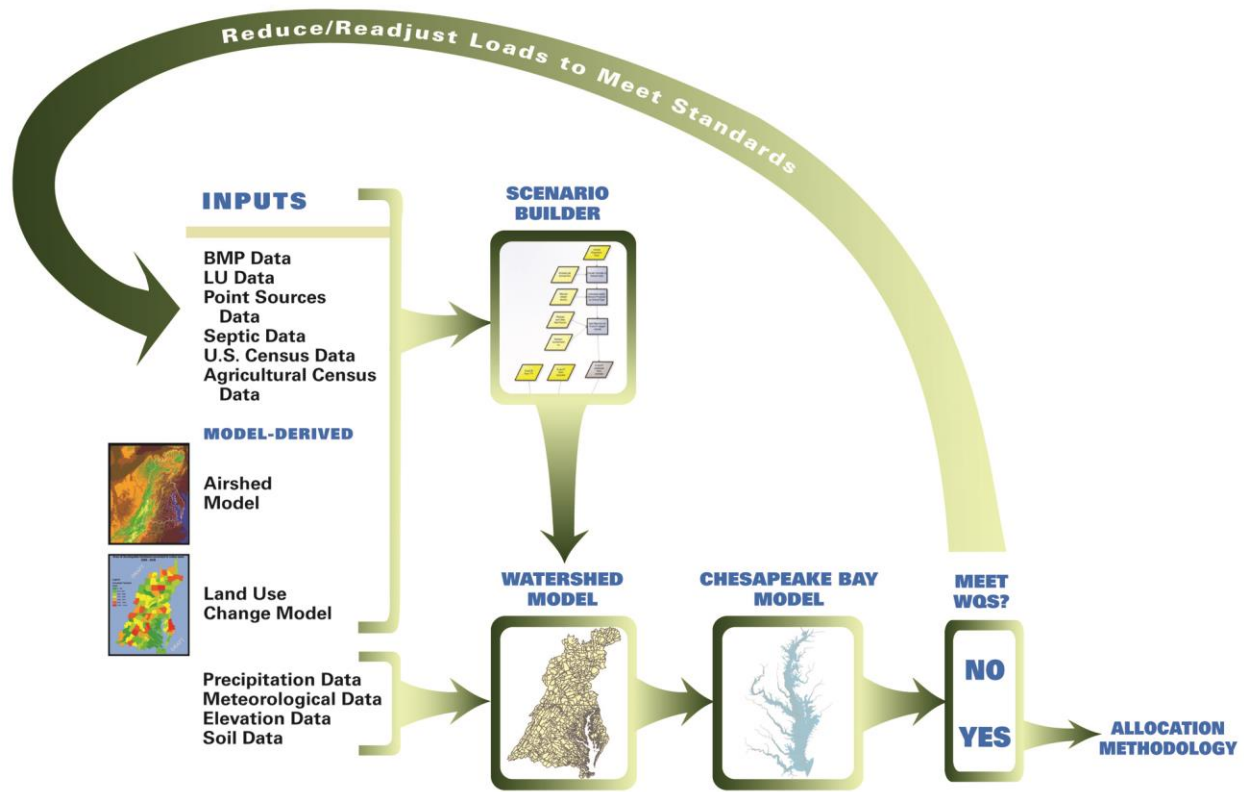 Reduce/Readjust Loads to Meet Standards
INPUTS
BMP Data
LU Data
Point Sources
Data
Septic Data
U.S. Census Data
Agricultural Census
Data
MODEL-DERIVED
Airshed
Model
Land Use
Change Model
Precipitation Data
Meteorological Data
Elevation Data
Soil Data
SCENARIO
BUILDER
WATERSHED
MODEL
CHESAPEAKE BAY
MODEL
MEET
WQS?
NO
YES
ALLOCATION
METHODOLOGY